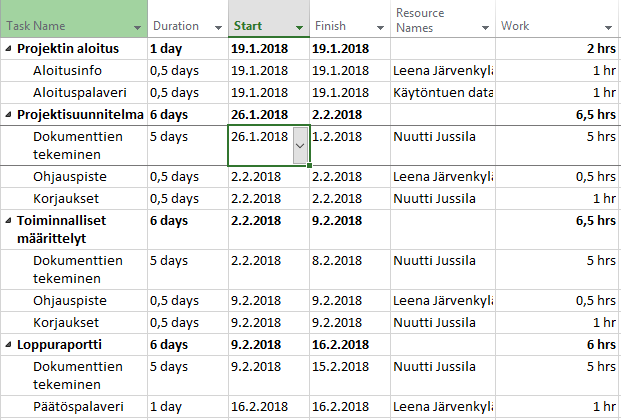 Task Name Duration Start Finish Resource Names Work
Projektin aloitus 1 day 19.1.2018 19.1.2018 2 hrs
Aloitusinfo 0,5 days 19.1.2018 19.1.2018 Leena Järvenkylä 1 hr
Aloituspalaveri 0,5 days 19.1.2018 19.1.2018 Käytöntuen data 1 hr
Projektisuunnitelma 6 days 26.1.2018 2.2.2018 6,5 hrs
Dokumenttien tekeminen 5 days 26.1.2018 1.2.2018 Nuutti Jussila 5 hrs
Ohjauspiste 0,5 days 2.2.2018 2.2.2018 Leena Järvenkylä 0,5 hrs
Korjaukset 0,5 days 2.2.2018 2.2.2018 Nuutti Jussila 1 hr
Toiminnalliset määrittelyt 6 days 2.2.2018 9.2.2018 6,5 hrs
Dokumenttien tekeminen 5 days 2.2.2018 8.2.2018 Nuutti Jussila 5 hrs
Ohjauspiste 0,5 days 9.2.2018 9.2.2018 Leena Järvenkylä 0,5 hrs
Korjaukset 0,5 days 9.2.2018 9.2.2018 Nuutti Jussila 1 hr
Loppuraportti 6 days 9.2.2018 16.2.2018 6 hrs
Dokumenttien tekeminen 5 days 9.2.2018 15.2.2018 Nuutti Jussila 5 hrs
Päätöspalaveri 1 day 16.2.2018 16.2.2018 Leena Järvenkylä 1 hr